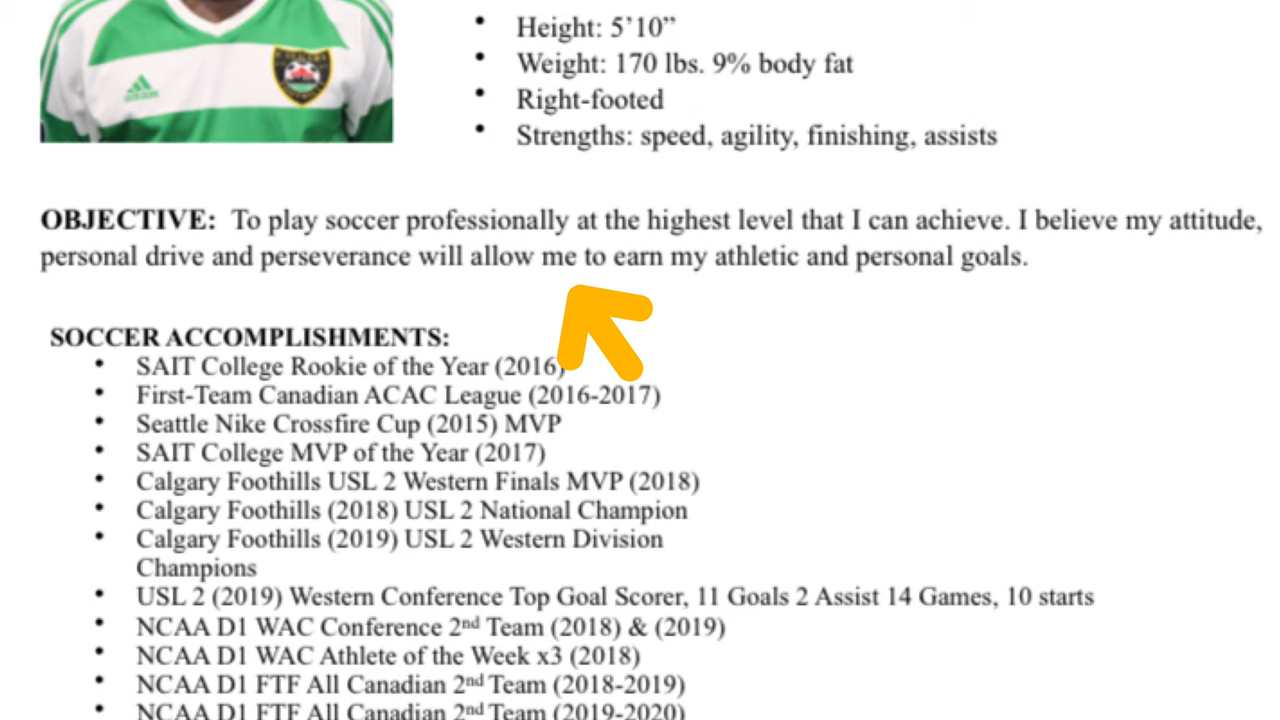 • Height: 5’10”
• Weight: 170 lbs. 9% body fat
• Right-footed
• Strengths: speed, agility, finishing, assists
adidas
OBJECTIVE: To play soccer professionally at the highest level that I can achieve. I believe my attitude,
personal drive and perseverance will allow me to earn my athletic and personal goals.
SOCCER ACCOMPLISHMENTS:
• SAIT College Rookie of the Year (2016)
• First-Team Canadian ACAC League (2016-2017)
• Seattle Nike Crossfire Cup (2015) MVP
• SAIT College MVP of the Year (2017)
• Calgary Foothills USL 2 Western Finals MVP (2018)
• Calgary Foothills (2018) USL 2 National Champion
• Calgary Foothills (2019) USL 2 Western Division
Champions
• USL 2 (2019) Western Conference Top Goal Scorer, 11 Goals 2 Assist 14 Games, 10 starts
• NCAA D1 WAC Conference 2nd Team (2018) & (2019)
• NCAA D1 WAC Athlete of the Week x3 (2018)
• NCAA D1 FTF All Canadian 2nd Team (2018-2019)
• NCAA D1 FTF All Canadian 2nd Team (2019-2020)